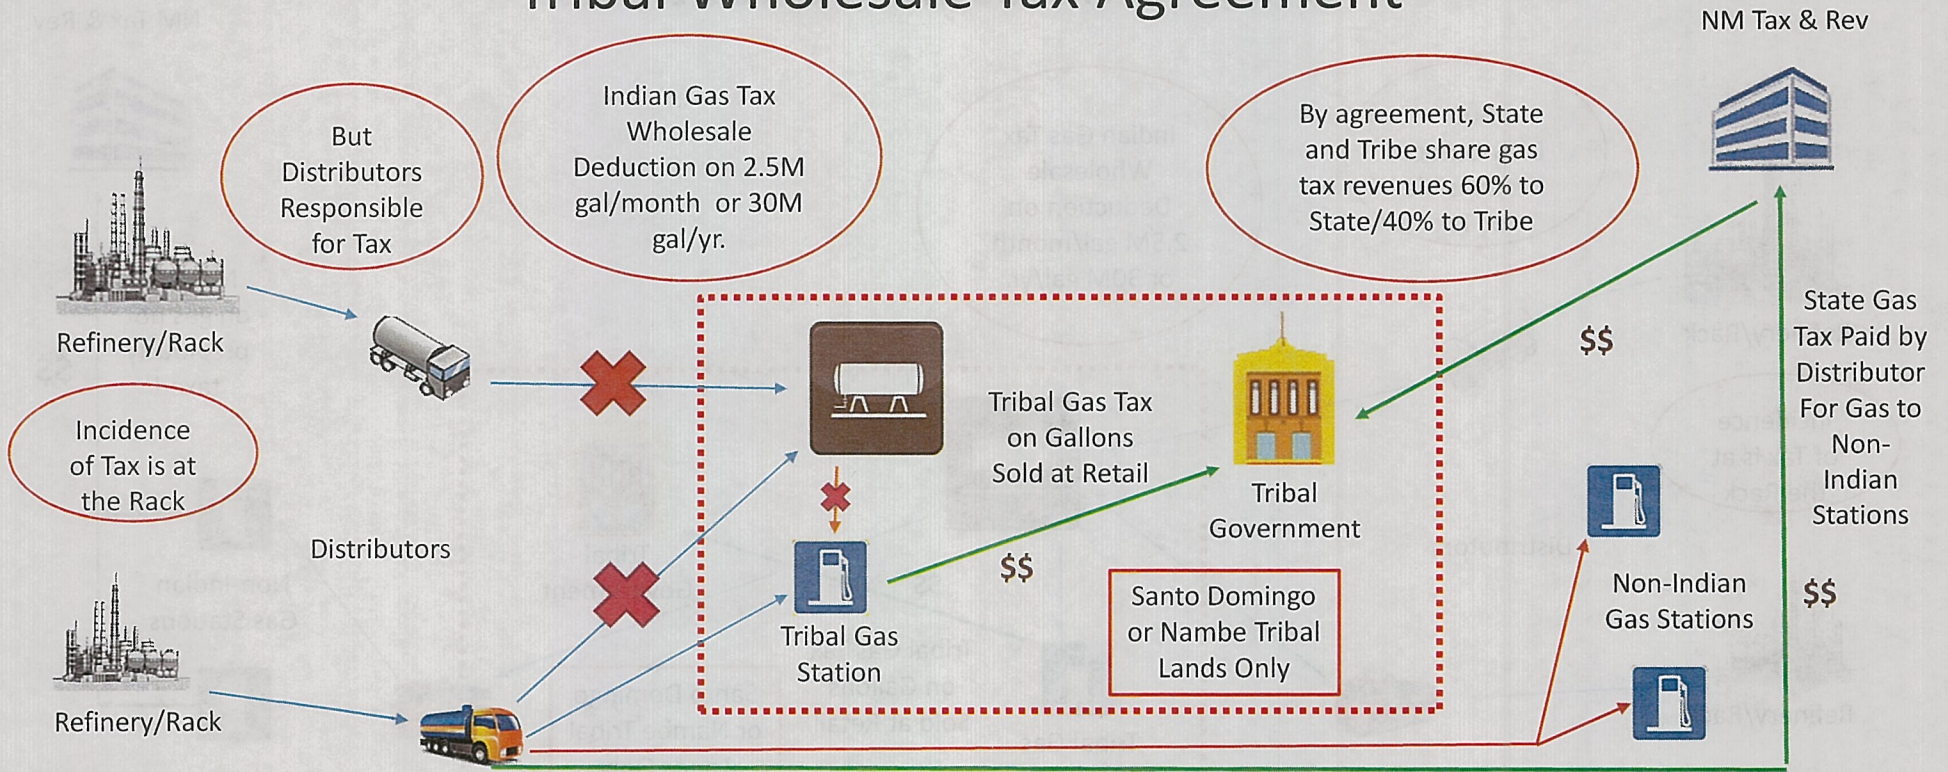 Tribal Wholesale Tax Agreement
NM Tax & Rev
But
Distributors
Responsible
for Tax
Indian Gas Tax
Wholesale
Deduction on 2.5M
gal/month or 30M
gal/yr.
By agreement, State
and Tribe share gas
tax revenues 60% to
State/40% to Tribe
Refinery/Rack
Incidence
of Tax is at
the Rack
Distributors
Refinery/Rack
Tribal Gas Tax
on Gallons
Sold at Retail
$$
Tribal Gas
Station
Tribal
Government
Santo Domingo
or Nambe Tribal
Lands Only
$$
State Gas
Tax Paid by
Distributor
For Gas to
Non-
Indian
Stations
Non-Indian
Gas Stations
$$